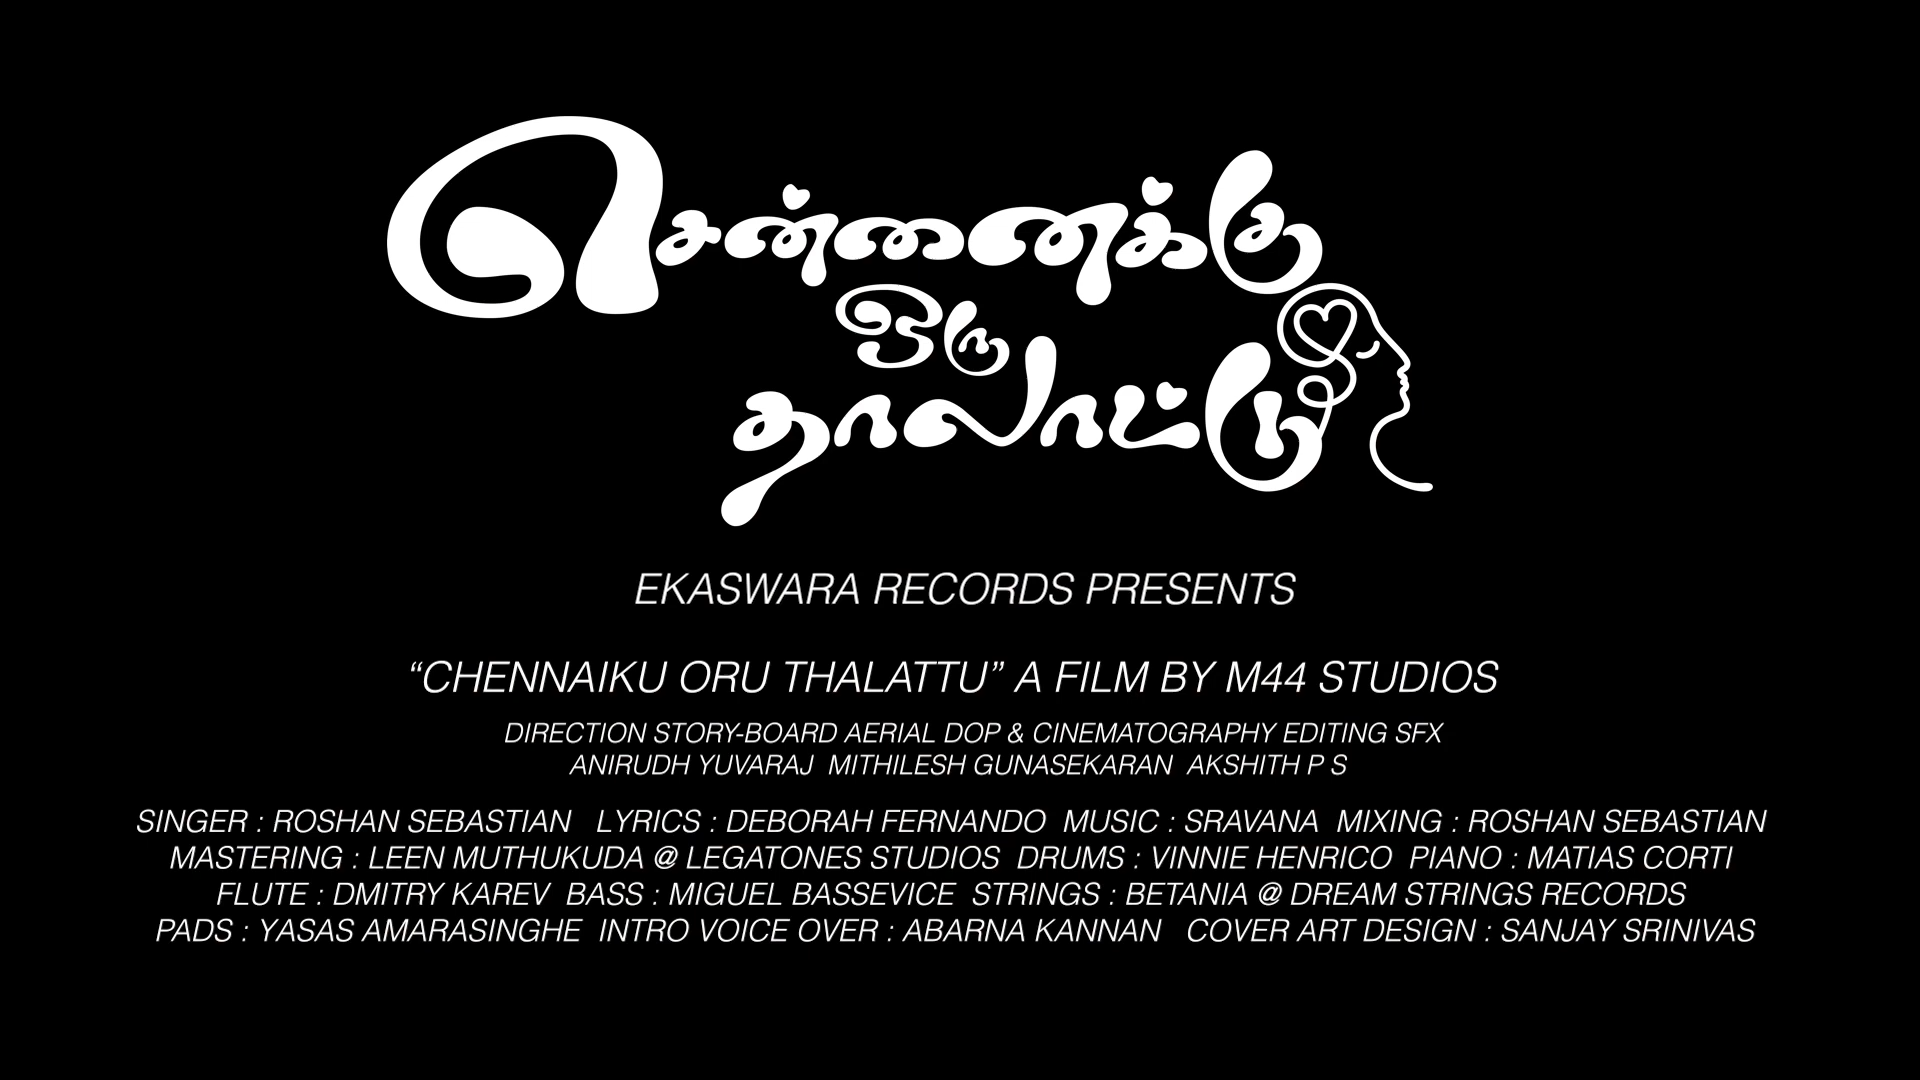 சென்னைக்கு
ஒரு
தாலாட்டு
EKASWARA RECORDS PRESENTS
“CHENNAIKU ORU THALATTU” A FILM BY M44 STUDIOS
DIRECTION STORY-BOARD AERIAL DOP & CINEMATOGRAPHY EDITING SFX
ANIRUDH YUVARAJ MITHILESH GUNASEKARAN AKSHITH P S
SINGER : ROSHAN SEBASTIAN LYRICS : DEBORAH FERNANDO MUSIC : SRAVANA MIXING : ROSHAN SEBASTIAN
MASTERING : LEEN MUTHUKUDA @ LEGATONES STUDIOS DRUMS : VINNIE HENRICO PIANO : MATIAS CORTI
FLUTE : DMITRY KAREV BASS : MIGUEL BASSEVICE STRINGS : BETANIA @ DREAM STRINGS RECORDS
PADS : YASAS AMARASINGHE INTRO VOICE OVER : ABARNA KANNAN COVER ART DESIGN : SANJAY SRINIVAS